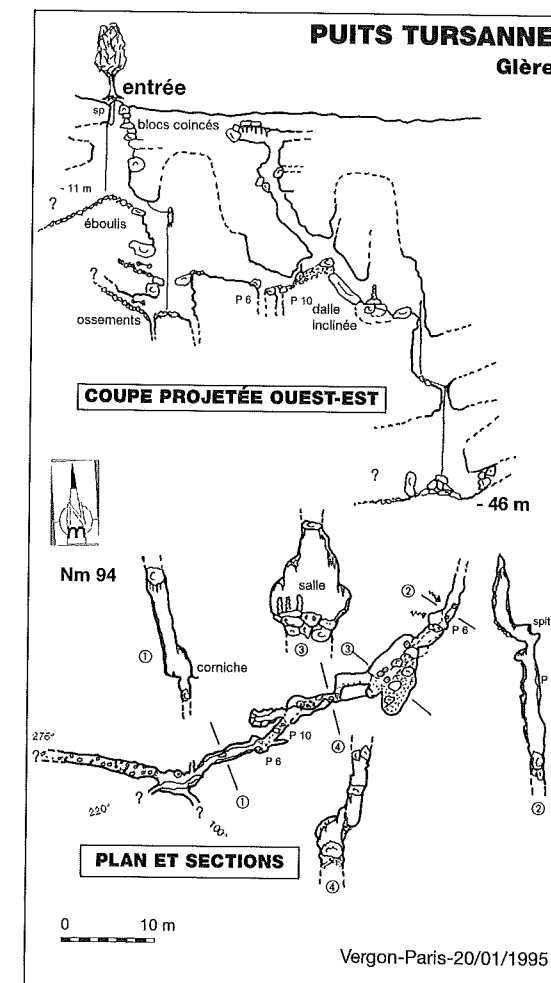 PUITS TURSANNE
Glère
entrée
sp
blocs coincés
- 11 m
?
éboulis
?
ossements
P 6
P 10
dalle
inclinée
COUPE PROJETÉE OUEST-EST
?
- 46 m
Nm 94
salle
②
spit
P 6
①
corniche
③
③
P
276°
?
P 10
P 6
④
②
220°
?
?
100°
①
PLAN ET SECTIONS
④
0 10 m
Vergon-Paris-20/01/1995